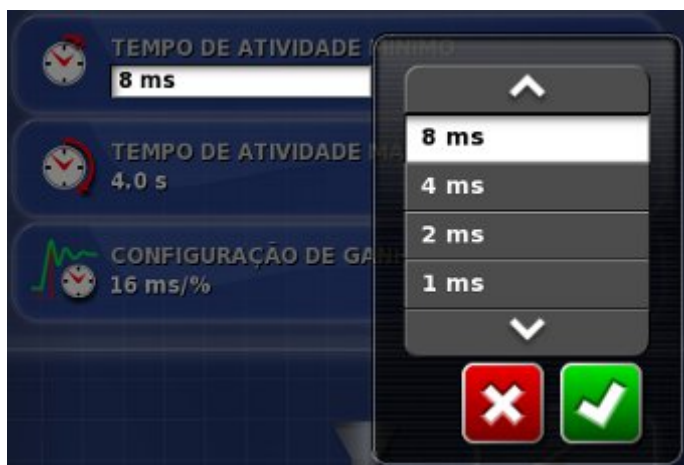 TEMPO DE ATIVIDADE MÍNIMO
8 ms
TEMPO DE ATIVIDADE
4.0 s
CONFIGURAÇÃO DE
16 ms/%
8 ms
4 ms
2 ms
1 ms